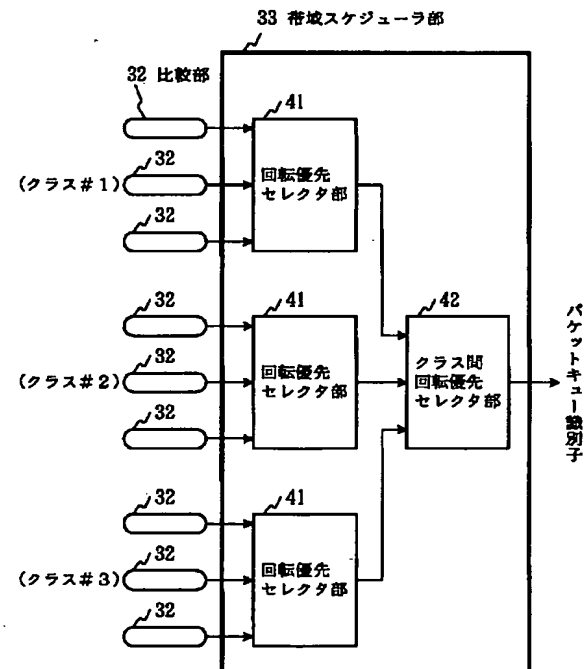 33 帯域スケジューラ部
32 比較部
41
回転優先
セレクタ部
32
(クラス#1)
32
32
41
回転優先
セレクタ部
32
(クラス#2)
32
42
クラス間
回転優先
セレクタ部
パケットキュー識別子
32
41
回転優先
セレクタ部
32
(クラス#3)
32